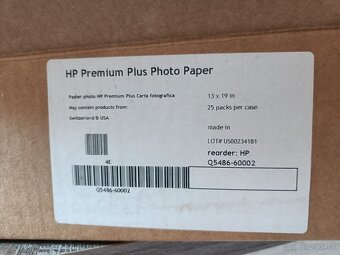 HP Premium Plus Photo Paper
Papier photo HP Premium Plus Carta fotografica
13 x 19 in
May contain products from:
25 packs per case
Switzerland & USA
made in
LOT# US00234181
reorder: HP
4L
Q5486-60002
Q5486-60002